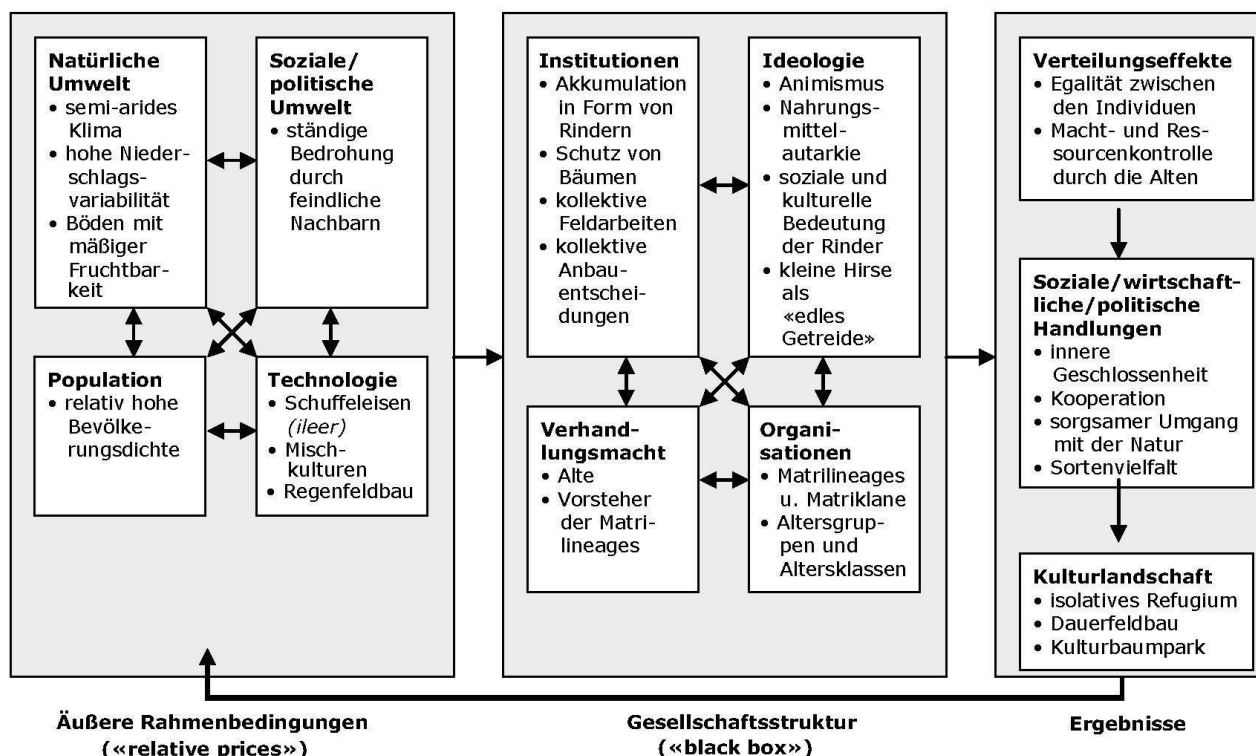 Natürliche
Umwelt
• semi-arides
Klima
• hohe Nieder-
schlags-
variabilität
• Böden mit
mäßiger
Fruchtbar-
keit
Soziale/
politische
Umwelt
• ständige
Bedrohung
durch
feindliche
Nachbarn
Population
• relativ hohe
Bevölke-
rungsdichte
Technologie
• Schuffeleisen
(ileer)
• Misch-
kulturen
• Regenfeldbau
Äußere Rahmenbedingungen
(«relative prices»)
Institutionen
• Akkumulation
in Form von
Rindern
• Schutz von
Bäumen
• kollektive
Feldarbeiten
• kollektive
Anbau-
entschei-
dungen
Ideologie
• Animismus
• Nahrungs-
mittel-
autarkie
• soziale und
kulturelle
Bedeutung
der Rinder
• kleine Hirse
als
«edles
Getreide»
Verhand-
lungsmacht
• Alte
• Vorsteher
der Matri-
lineages
Organi-
sationen
• Matrilineages
u. Matriklane
• Altersgrup-
pen und
Altersklassen
Gesellschaftsstruktur
(«black box»)
Verteilungseffekte
• Egalität zwischen
den Individuen
• Macht- und Res-
sourcenkontrolle
durch die Alten
Soziale/wirtschaft-
liche/politische
Handlungen
• innere
Geschlossenheit
• Kooperation
• sorgsamer Umgang
mit der Natur
• Sortenvielfalt
Kulturlandschaft
• isolatives Refugium
• Dauerfeldbau
• Kulturbaumpark
Ergebnisse